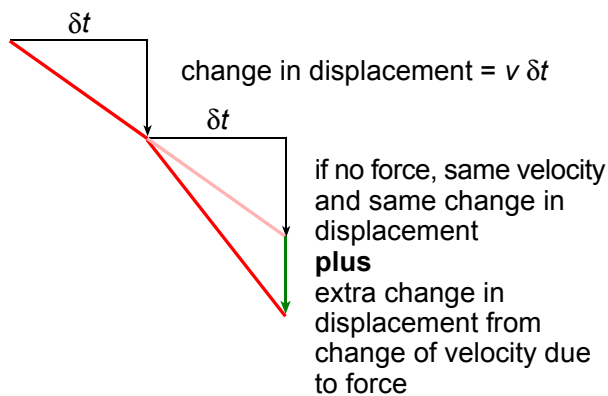 δt
change in displacement = v δt
δt
if no force, same velocity
and same change in
displacement
plus
extra change in
displacement from
change of velocity due
to force